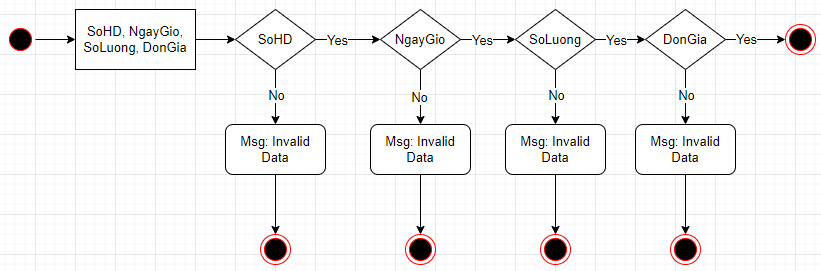 SoHD, NgayGio,
SoLuong, DonGia
SoHD
Yes
NgayGio
Yes
SoLuong
Yes
DonGia
Yes
No
No
No
No
Msg: Invalid
Data
Msg: Invalid
Data
Msg: Invalid
Data
Msg: Invalid
Data